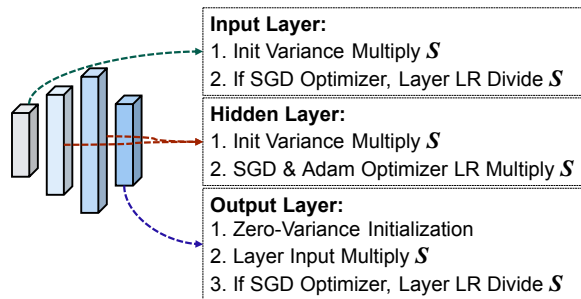 Input Layer:
1. Init Variance Multiply S
2. If SGD Optimizer, Layer LR Divide S
Hidden Layer:
1. Init Variance Multiply S
2. SGD & Adam Optimizer LR Multiply S
Output Layer:
1. Zero-Variance Initialization
2. Layer Input Multiply S
3. If SGD Optimizer, Layer LR Divide S